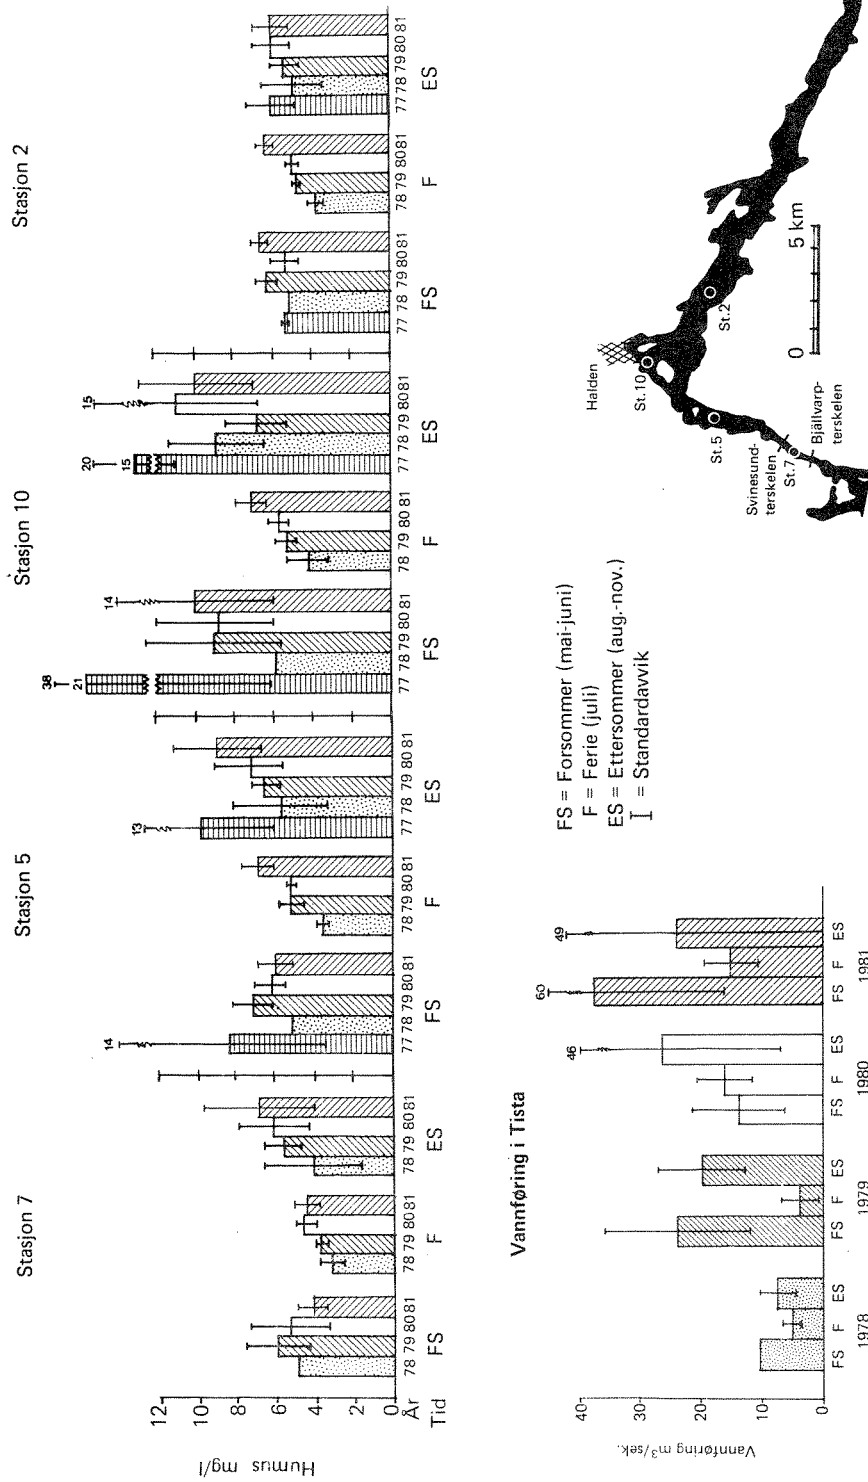 Stasjon 7
Stasjon 5
Stasjon 10
Stasjon 2
Humus mg/l
12
10
8
6
4
2
0
År
Tid
78 79 80 81
FS
78 79 80 81
F
78 79 80 81
ES
14
77 78 79 80 81
FS
78 79 80 81
F
13
77 78 79 80 81
ES
38
21
14
77 78 79 80 81
FS
78 79 80 81
F
20
15
15
77 78 79 80 81
ES
77 78 79 80 81
FS
78 79 80 81
F
77 78 79 80 81
ES
Vannføring i Tista
Vannføring m³/sek.
40
30
20
10
0
FS F ES
1978
FS F ES
1979
46
FS F ES
1980
60
49
FS F ES
1981
FS = Forsommer (mai-juni)
F = Ferie (juli)
ES = Ettersommer (aug.-nov.)
I = Standardavvik
Halden
St.10
St.2
St.5
Svinesund-
terskelen
St.7
Bjällvarp-
terskelen
0 5 km